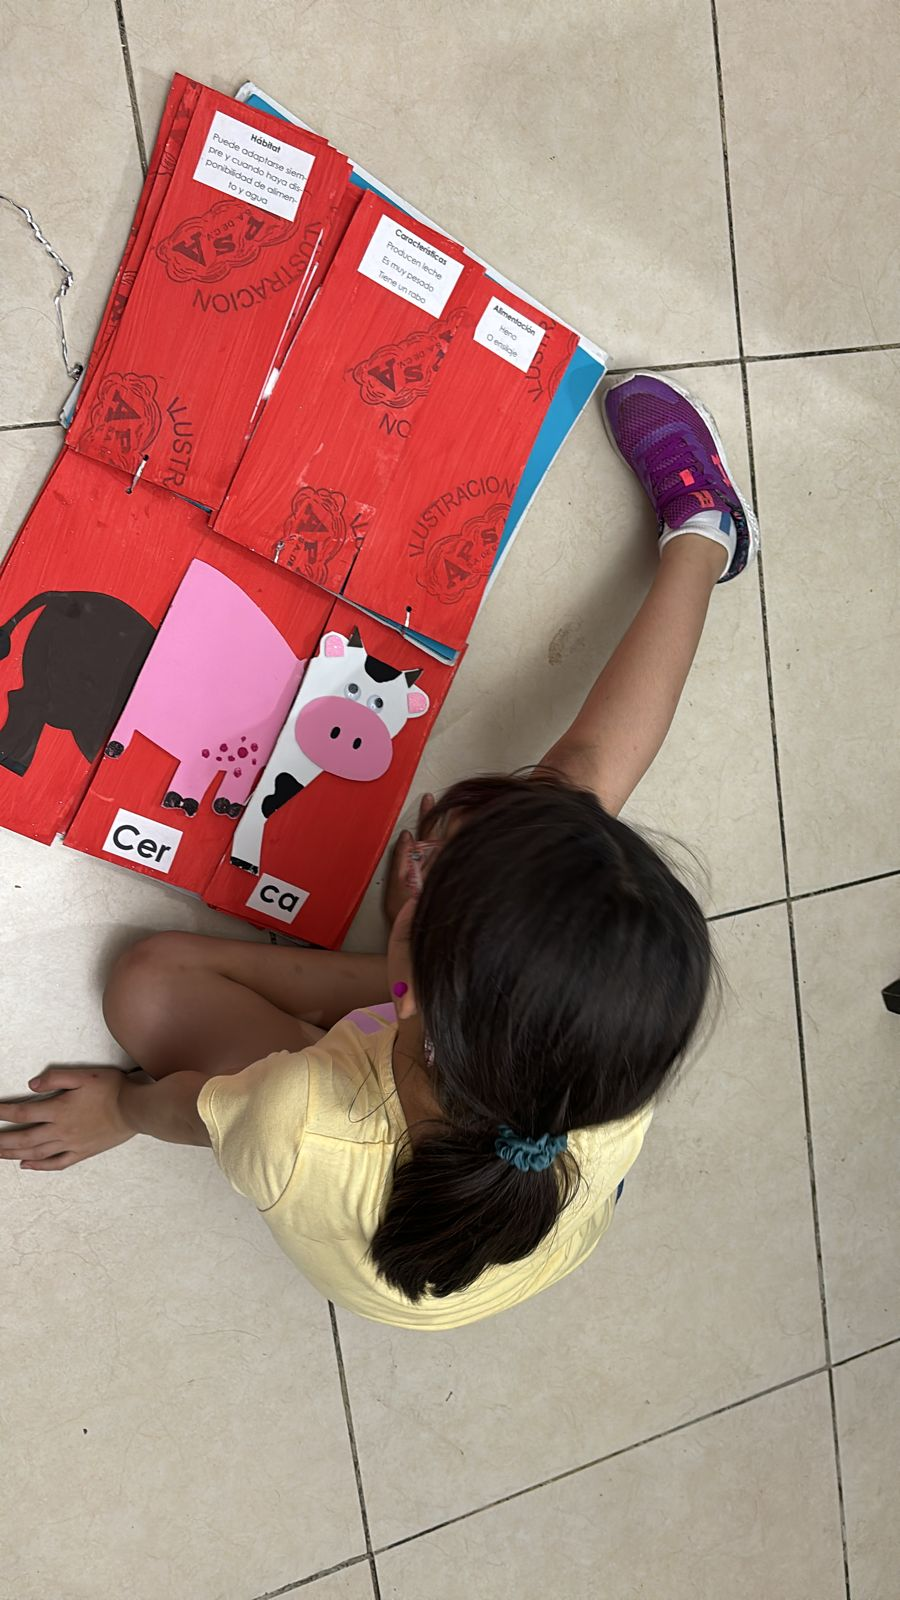 Hábitat
Puede adaptarse siem-
pre y cuando haya dis-
ponibilidad de alimen-
to y agua
Características
Producen leche
Es muy pesado
Tiene un rabo
Alimentación
Heno
O ensilaje
ILUSTRACION
Cer
ca